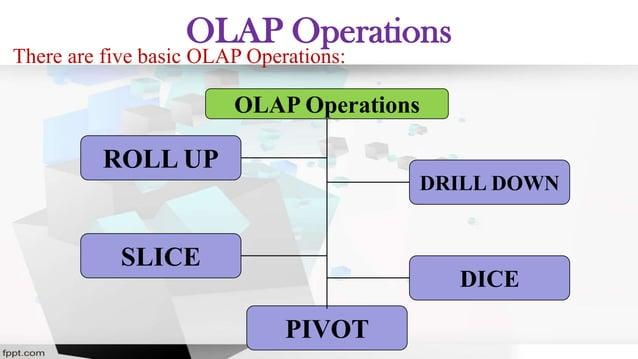 OLAP Operations
There are five basic OLAP Operations:
OLAP Operations
ROLL UP
DRILL DOWN
SLICE
DICE
PIVOT
fppt.com